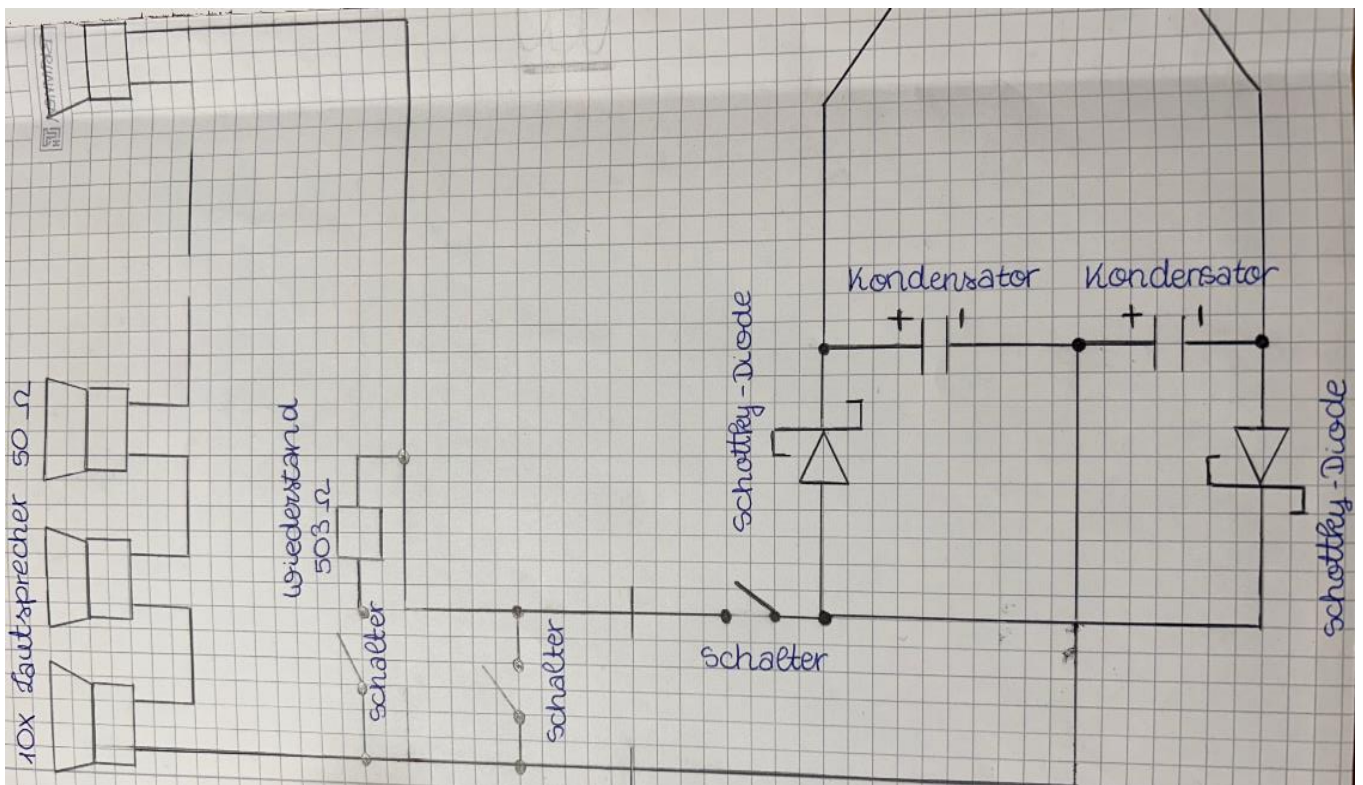 10x Lautsprecher 50 Ω
Wiederstand
503 Ω
Schalter
Schalter
Schalter
Schottky-Diode
Kondensator
+ -
Kondensator
+ -
Schottky-Diode